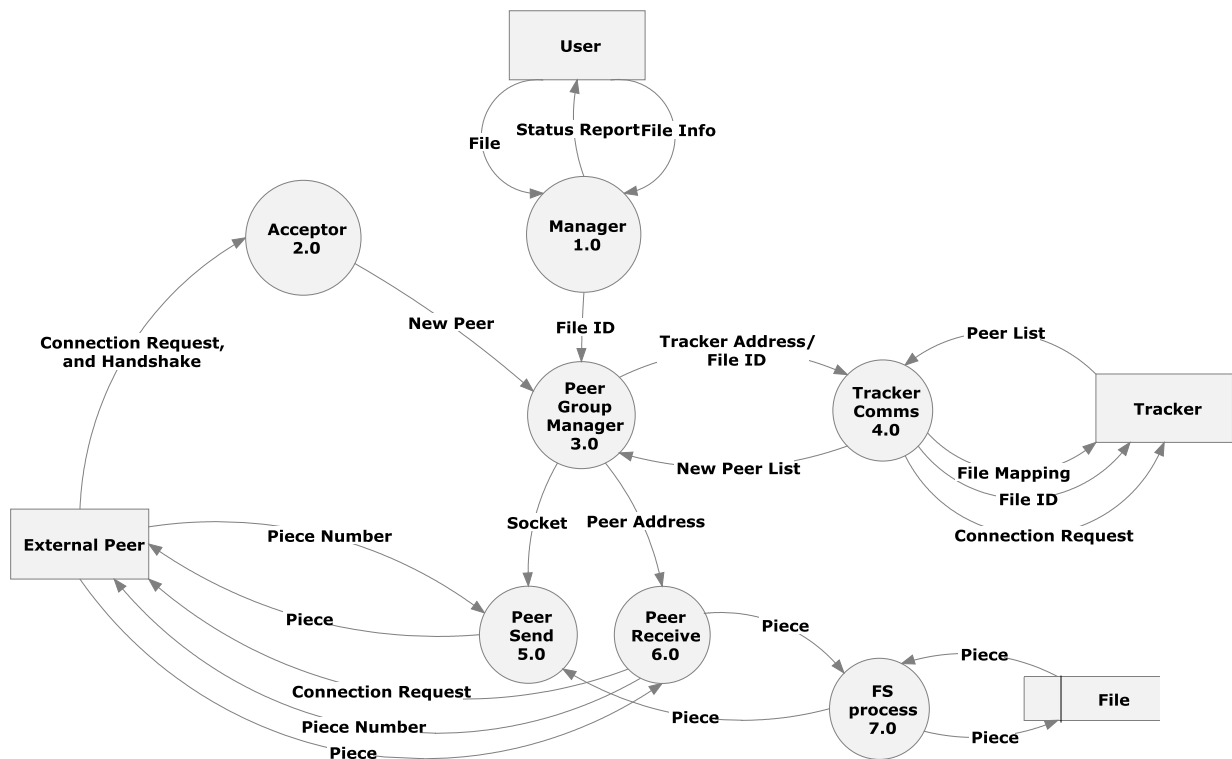 User
File
Status Report
File Info
Acceptor
2.0
Manager
1.0
Connection Request,
and Handshake
New Peer
File ID
Tracker Address/
File ID
Peer List
Peer
Group
Manager
3.0
Tracker
Comms
4.0
Tracker
New Peer List
File Mapping
File ID
Connection Request
External Peer
Piece Number
Socket
Peer Address
Piece
Peer
Send
5.0
Peer
Receive
6.0
Piece
Connection Request
Piece Number
Piece
Piece
FS
process
7.0
Piece
File
Piece